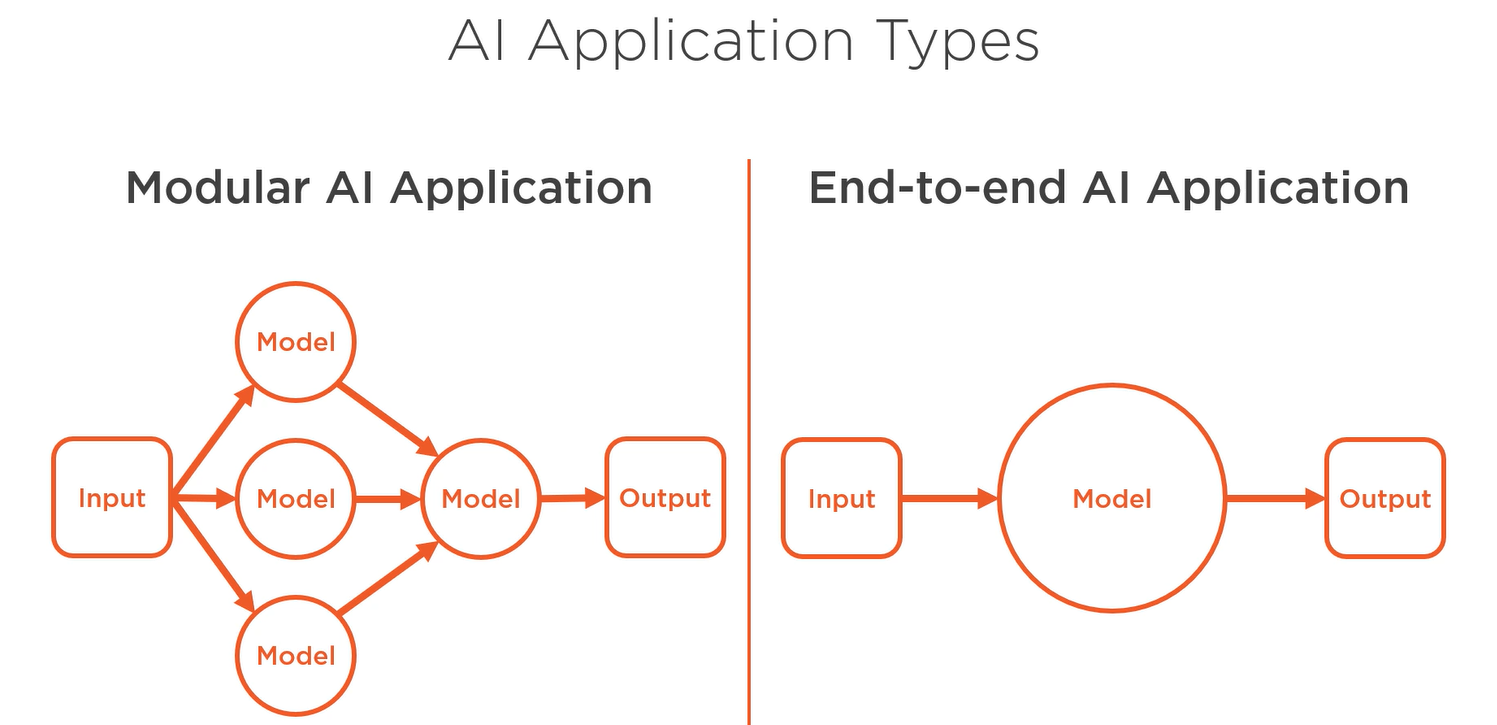 AI Application Types
Modular AI Application
Model
Input
Model
Model
Output
Model
End-to-end AI Application
Input
Model
Output